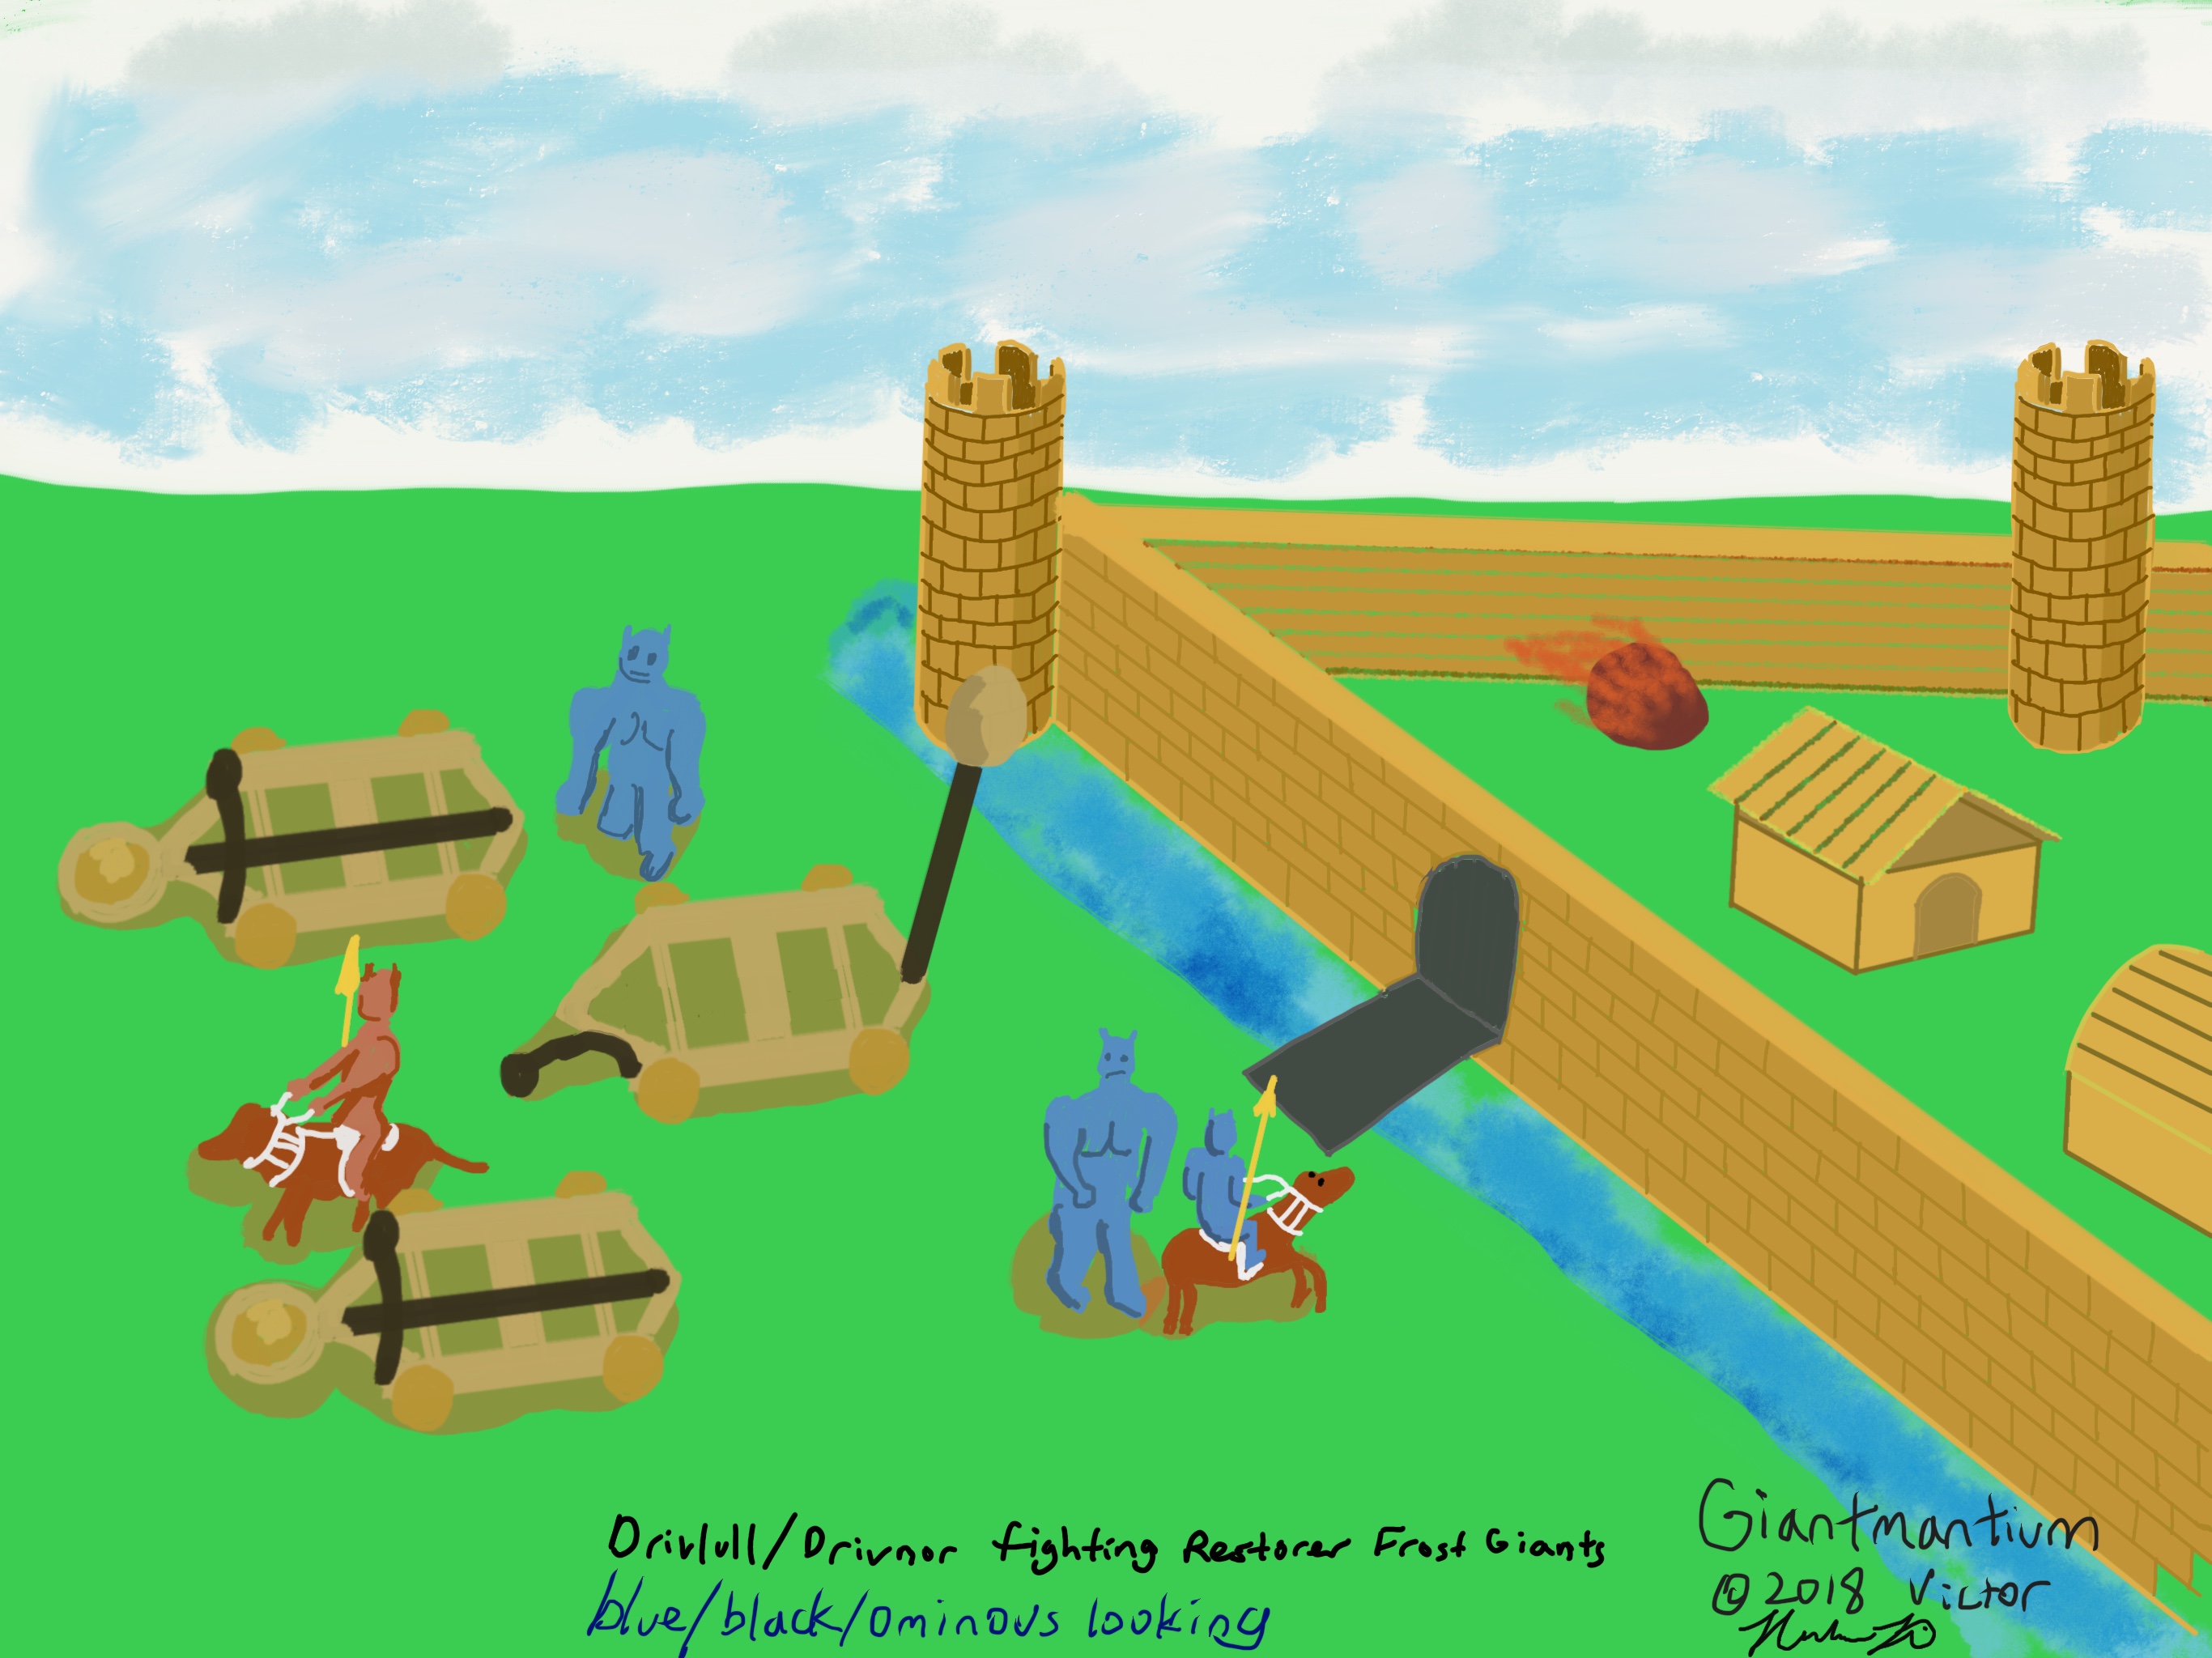 Drivlull/Drivnor fighting Restorer Frost Giants
blue/black/ominous looking
Giantmantium
© 2018 Victor